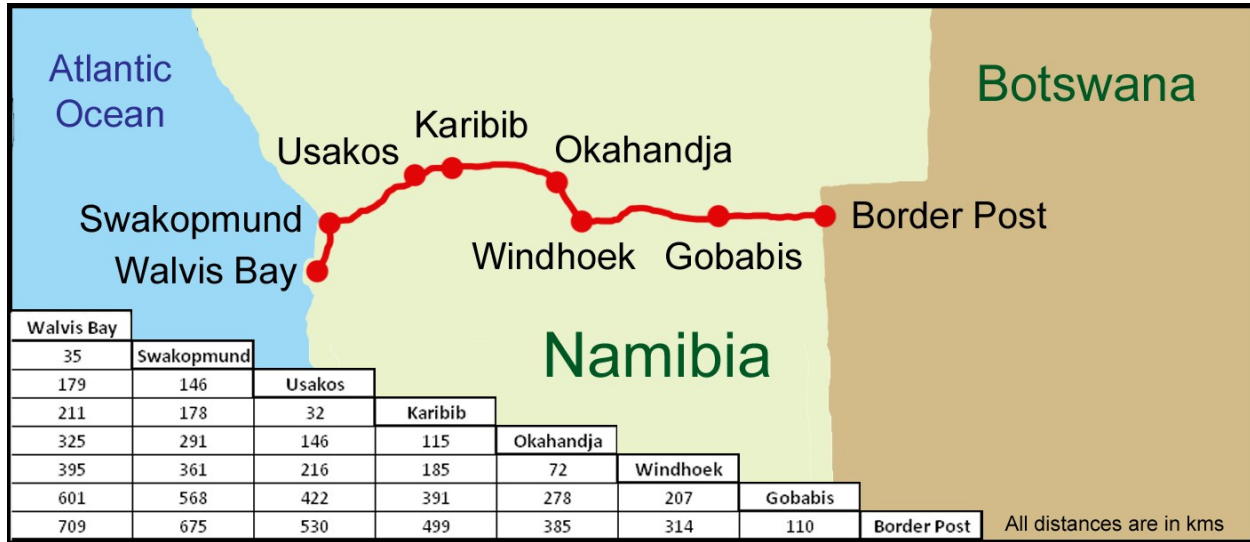 Atlantic
Ocean
Botswana
Karibib
Usakos
Okahandja
Swakopmund
Border Post
Windhoek
Gobabis
Walvis Bay
Namibia
Walvis Bay
35 Swakopmund
179 146 Usakos
211 178 32 Karibib
325 291 146 115 Okahandja
395 361 216 185 72 Windhoek
601 568 422 391 278 207 Gobabis
709 675 530 499 385 314 110 Border Post
All distances are in kms